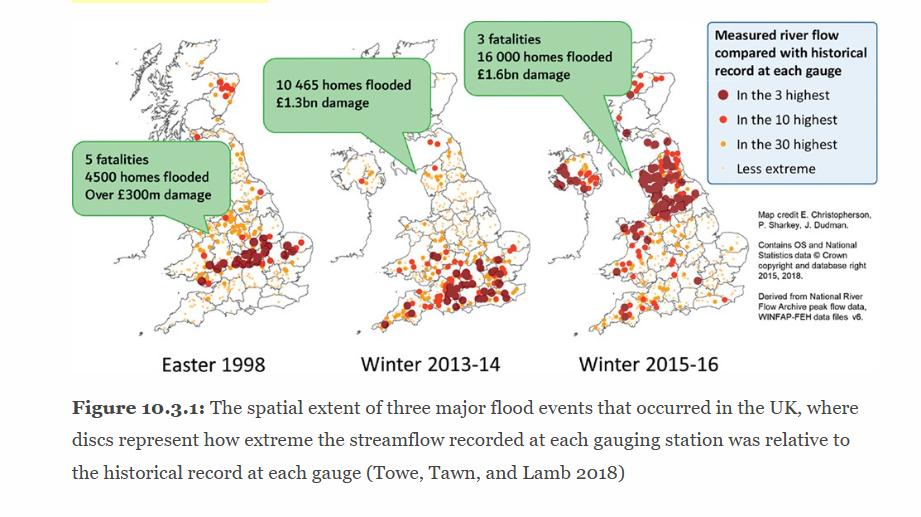 5 fatalities
4500 homes flooded
Over £300m damage
10 465 homes flooded
£1.3bn damage
3 fatalities
16 000 homes flooded
£1.6bn damage
Measured river flow
compared with historical
record at each gauge
In the 3 highest
In the 10 highest
In the 30 highest
Less extreme
Map credit E. Christopherson,
P. Sharkey, J. Dudman.
Contains OS and National
Statistics data © Crown
copyright and database right
2015, 2018.
Derived from National River
Flow Archive peak flow data,
WINFAP-FEH data files v6.
Easter 1998
Winter 2013-14
Winter 2015-16
Figure 10.3.1: The spatial extent of three major flood events that occurred in the UK, where
discs represent how extreme the streamflow recorded at each gauging station was relative to
the historical record at each gauge (Towe, Tawn, and Lamb 2018)